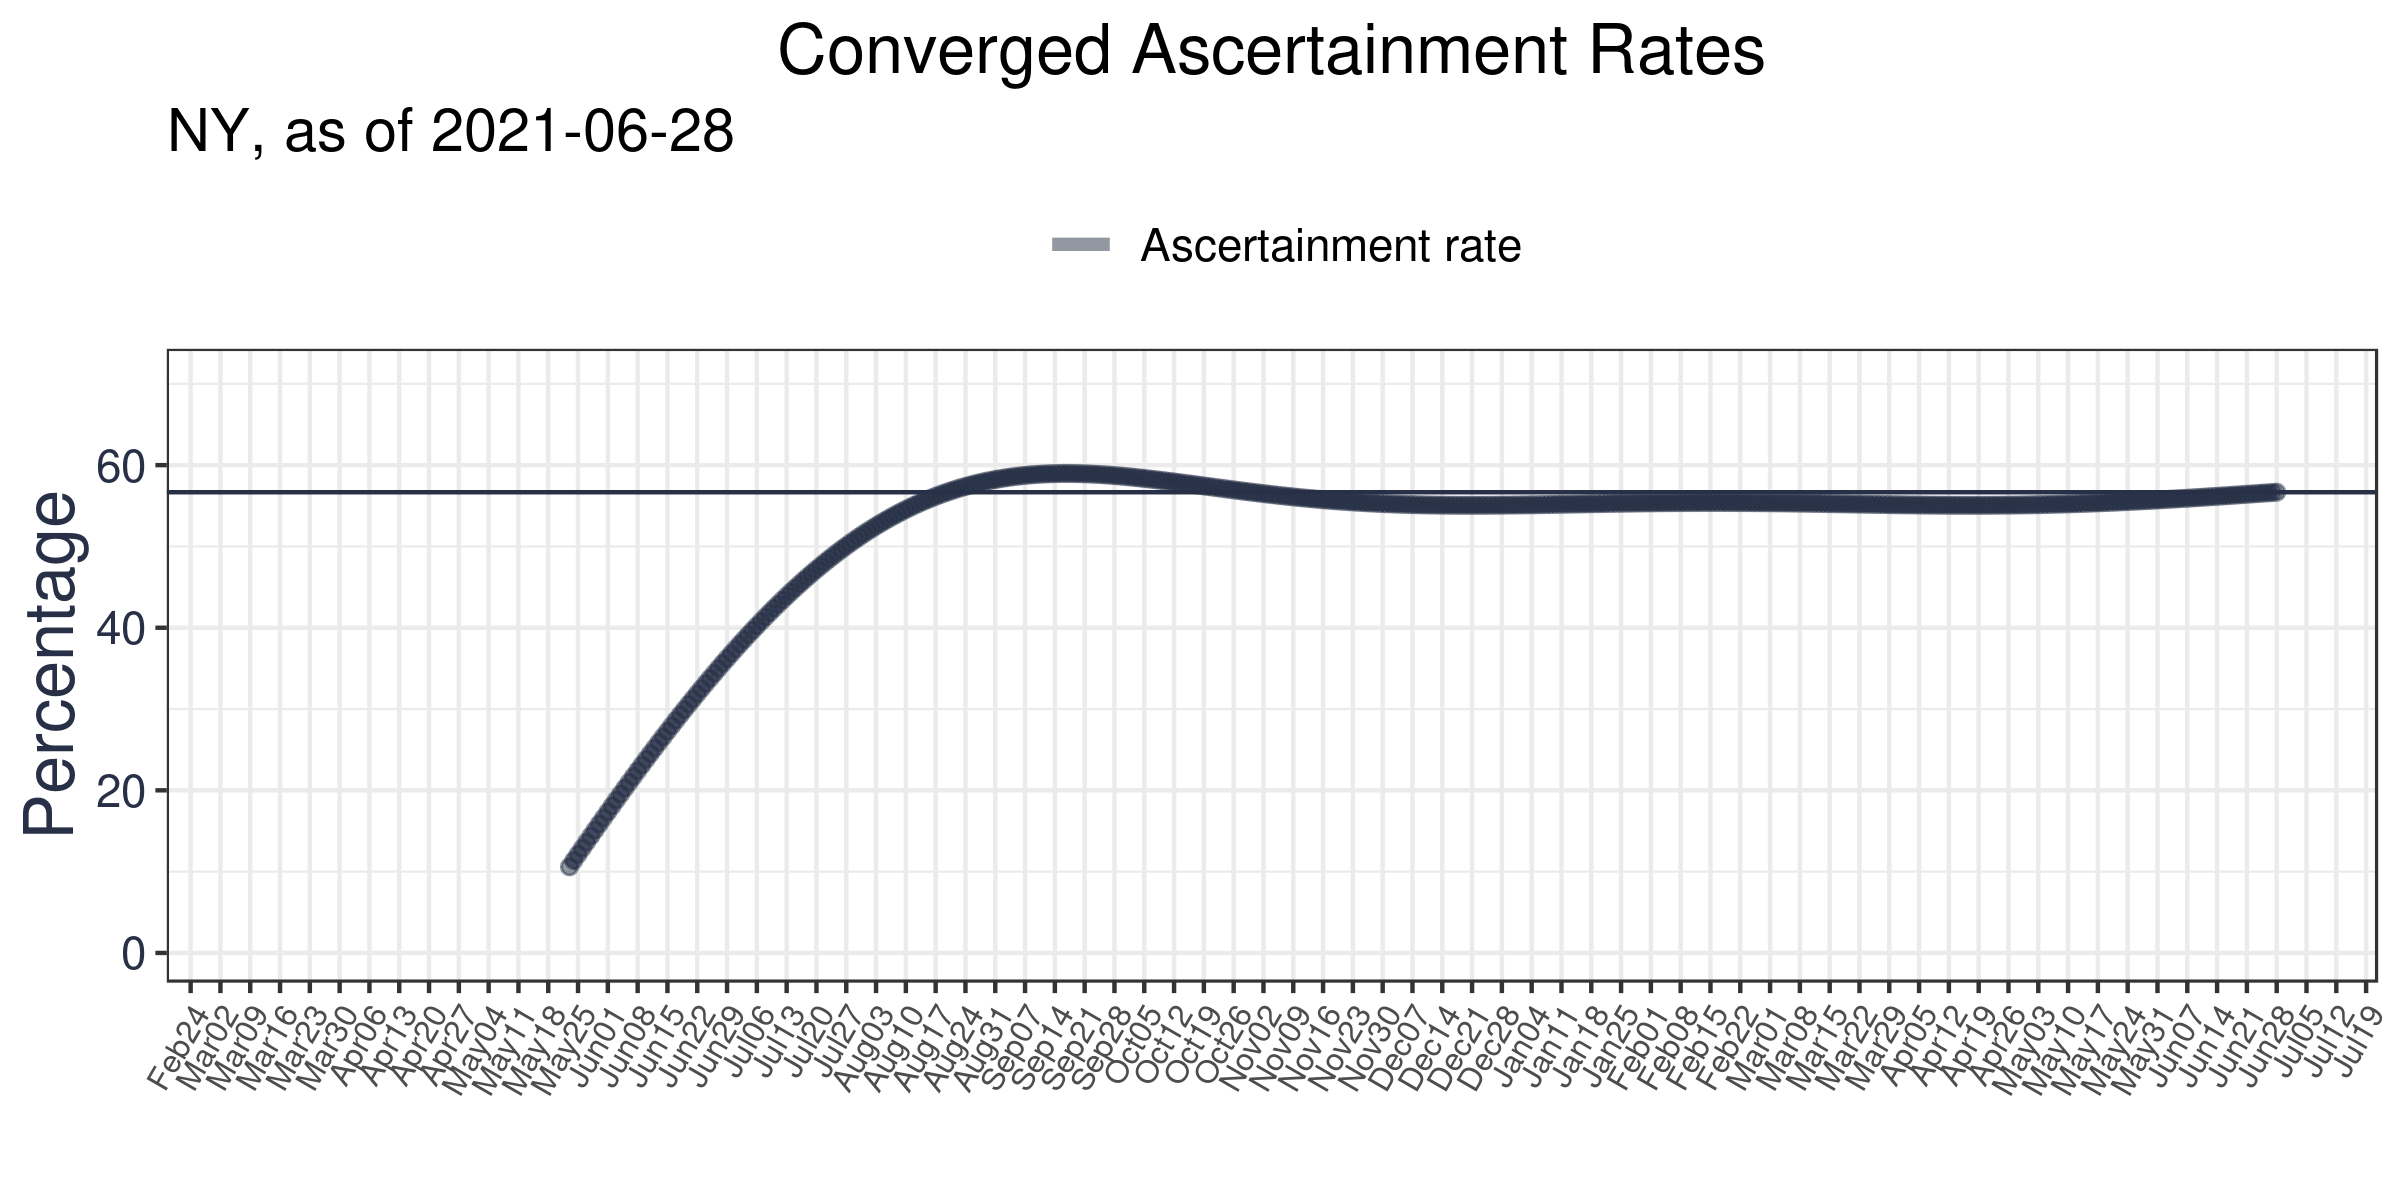 Converged Ascertainment Rates
NY, as of 2021-06-28
Ascertainment rate
Percentage
60
40
20
0
Feb24
Mar02
Mar09
Mar16
Mar23
Mar30
Apr06
Apr13
Apr20
Apr27
May04
May11
May18
May25
Jun01
Jun08
Jun15
Jun22
Jun29
Jul06
Jul13
Jul20
Jul27
Aug03
Aug10
Aug17
Aug24
Aug31
Sep07
Sep14
Sep21
Sep28
Oct05
Oct12
Oct19
Oct26
Nov02
Nov09
Nov16
Nov23
Nov30
Dec07
Dec14
Dec21
Dec28
Jan04
Jan11
Jan18
Jan25
Feb01
Feb08
Feb15
Feb22
Mar01
Mar08
Mar15
Mar22
Mar29
Apr05
Apr12
Apr19
Apr26
May03
May10
May17
May24
May31
Jun07
Jun14
Jun21
Jun28
Jul05
Jul12
Jul19